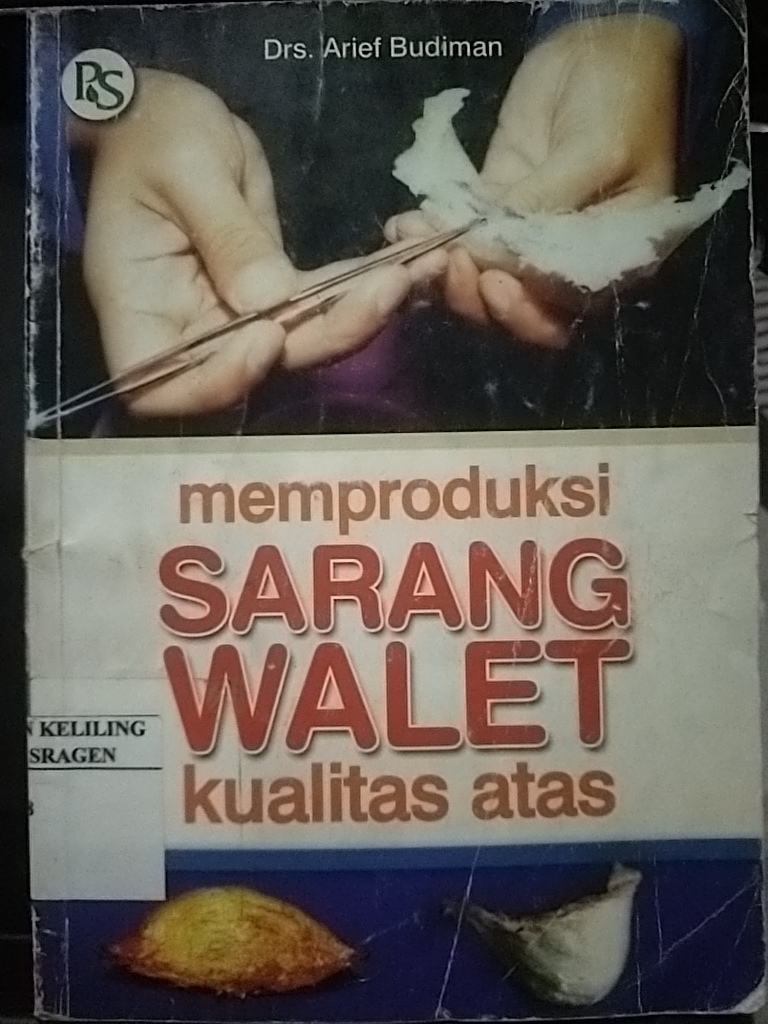 Drs. Arief Budiman
PS
memproduksi
SARANG
WALET
kualitas atas
KELILING
SRAGEN